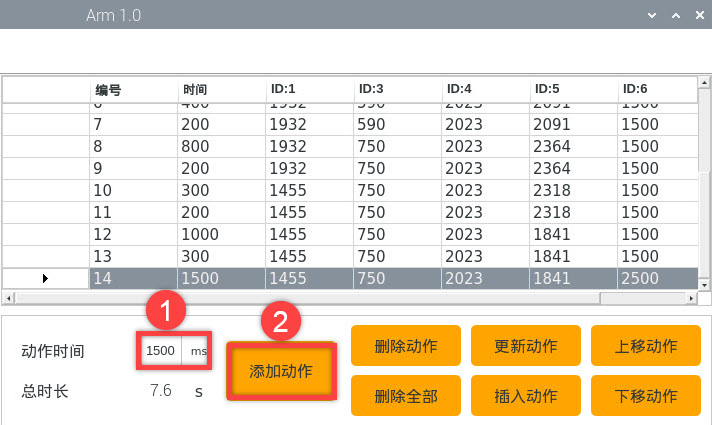 Arm 1.0
编号 时间 ID:1 ID:3 ID:4 ID:5 ID:6
6 400 1932 590 2023 2091 1500
7 200 1932 590 2023 2091 1500
8 800 1932 750 2023 2364 1500
9 200 1932 750 2023 2364 1500
10 300 1455 750 2023 2318 1500
11 200 1455 750 2023 2318 1500
12 1000 1455 750 2023 1841 1500
13 300 1455 750 2023 1841 1500
14 1500 1455 750 2023 1841 2500
1 2
动作时间 1500 ms 添加动作 删除动作 更新动作 上移动作
总时长 7.6 s 删除全部 插入动作 下移动作